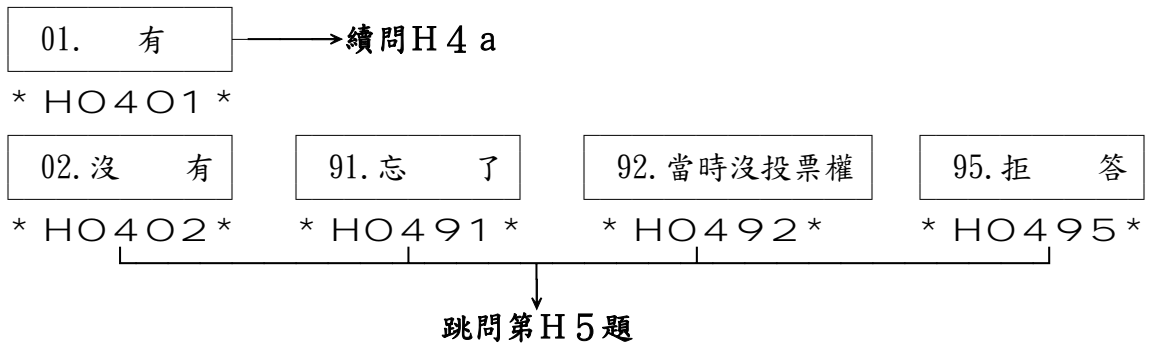 01. 有 續問H4a
*H0401*
02.沒 有 91.忘 了 92.當時沒投票權 95.拒 答
*H0402* *H0491* *H0492* *H0495*
跳問第H5題